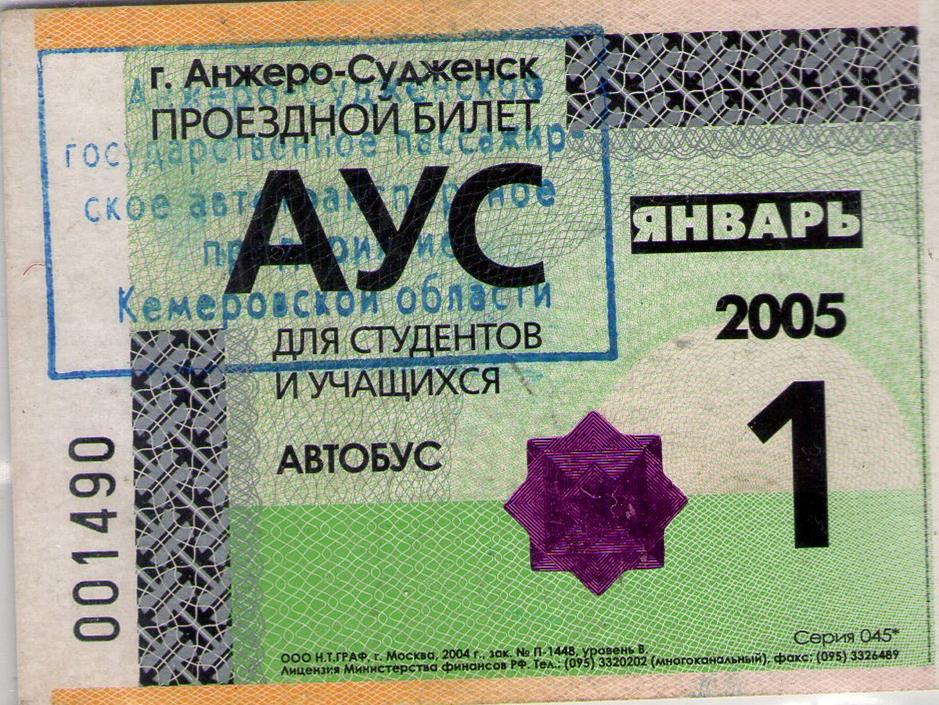 г. Анжеро-Судженск
ПРОЕЗДНОЙ БИЛЕТ
АУС
ДЛЯ СТУДЕНТОВ
И УЧАЩИХСЯ
АВТОБУС
Анжеро-Судженское
государственное пассажир-
ское автотранспортное
предприятие
Кемеровской области
ЯНВАРЬ
2005
1
001490
Серия 045*
ООО Н.Т.ГРАФ, г. Москва, 2004 г., зак. № П-1448, уровень В.
Лицензия Министерства финансов РФ. Тел.: (095) 3320202 (многоканальный), факс: (095) 3326489